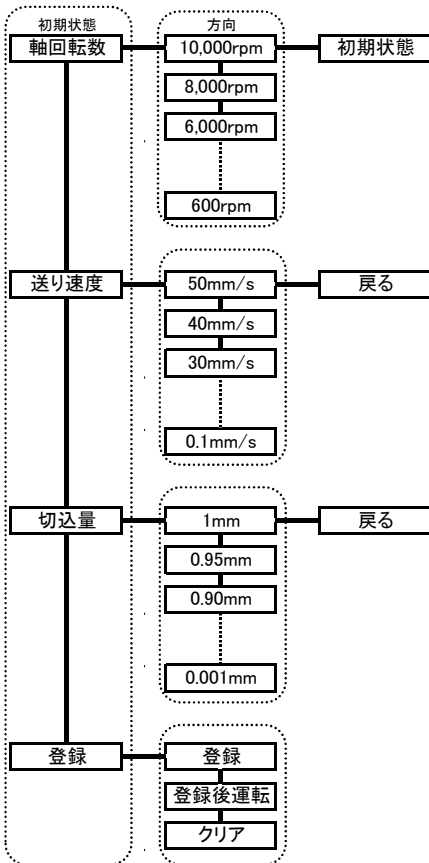 初期状態
方向
軸回転数
10,000rpm
初期状態
8,000rpm
6,000rpm
600rpm
送り速度
50mm/s
戻る
40mm/s
30mm/s
0.1mm/s
切込量
1mm
戻る
0.95mm
0.90mm
0.001mm
登録
登録
登録後運転
クリア